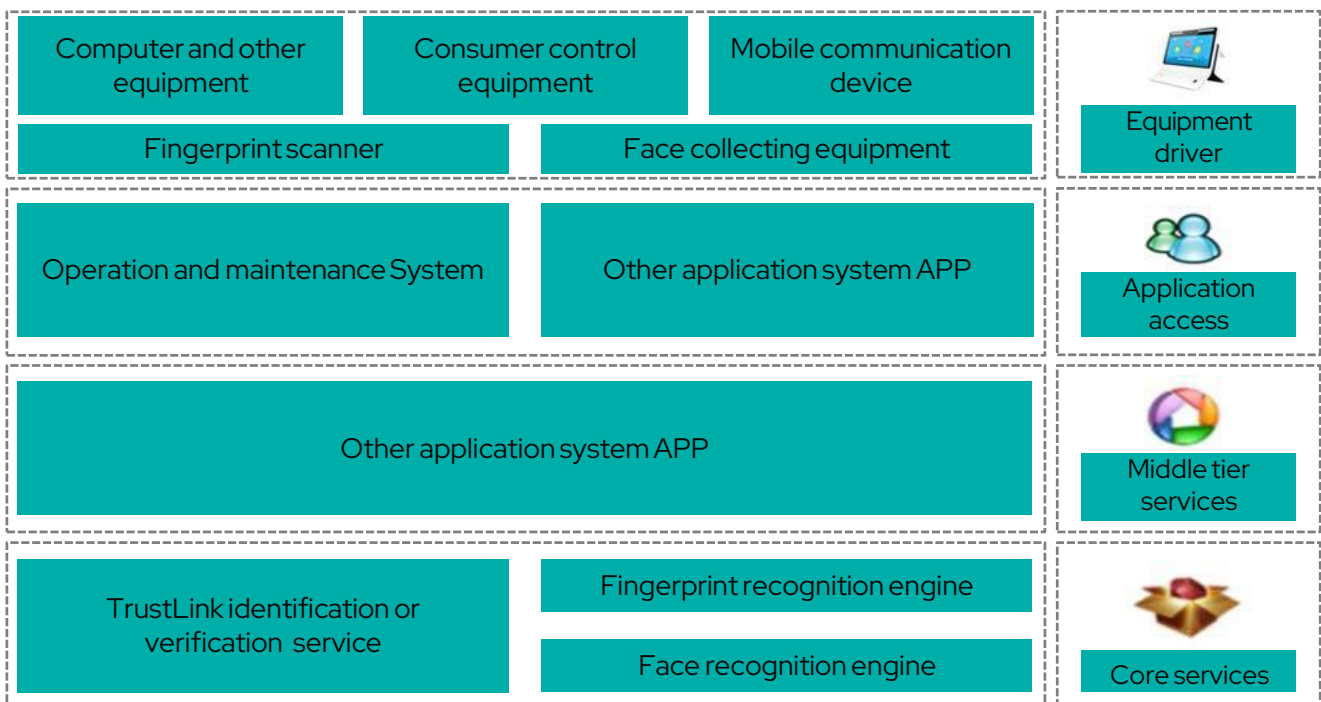 Computer and other
equipment
Consumer control
equipment
Mobile communication
device
Fingerprint scanner
Face collecting equipment
Equipment
driver
Operation and maintenance System
Other application system APP
Application
access
Other application system APP
Middle tier
services
TrustLink identification or
verification service
Fingerprint recognition engine
Face recognition engine
Core services